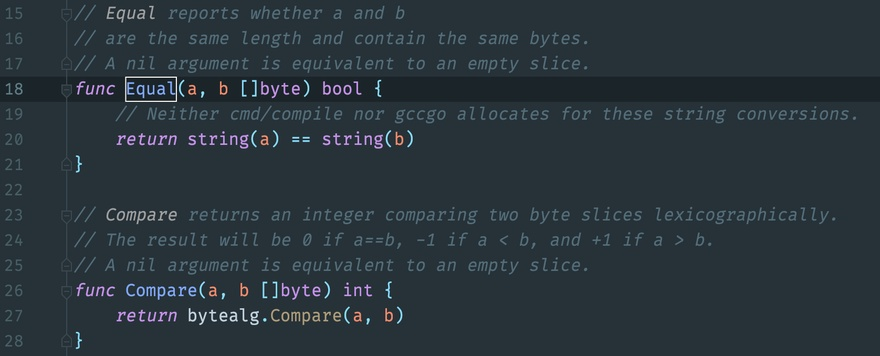 15 // Equal reports whether a and b
16 // are the same length and contain the same bytes.
17 // A nil argument is equivalent to an empty slice.
18 func Equal(a, b []byte) bool {
19 // Neither cmd/compile nor gccgo allocates for these string conversions.
20 return string(a) == string(b)
21 }
22
23 // Compare returns an integer comparing two byte slices lexicographically.
24 // The result will be 0 if a==b, -1 if a < b, and +1 if a > b.
25 // A nil argument is equivalent to an empty slice.
26 func Compare(a, b []byte) int {
27 return bytealg.Compare(a, b)
28 }